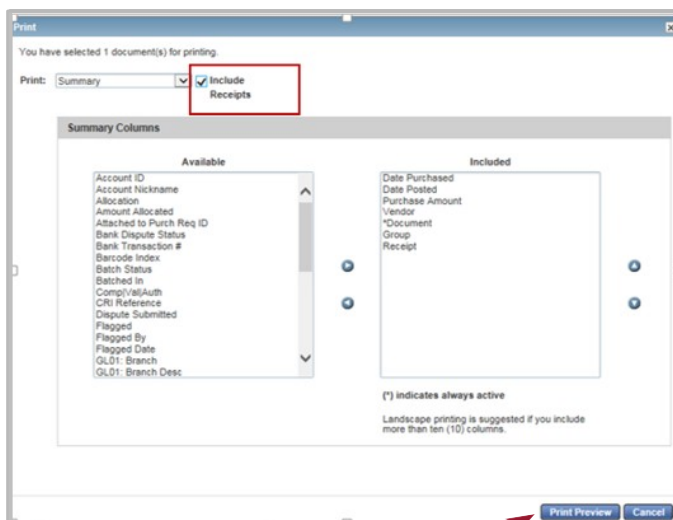 Print
You have selected 1 document(s) for printing.
Print: Summary Include
Receipts
Summary Columns
Available
Account ID
Account Nickname
Allocation
Amount Allocated
Attached to Purch Req ID
Bank Dispute Status
Bank Transaction #
Barcode Index
Batch Status
Batched In
Comp|Val|Auth
CRI Reference
Dispute Submitted
Flagged
Flagged By
Flagged Date
GL01: Branch
GL01: Branch Desc
Included
Date Purchased
Date Posted
Purchase Amount
Vendor
*Document
Group
Receipt
(*) indicates always active
Landscape printing is suggested if you include
more than ten (10) columns.
Print Preview Cancel